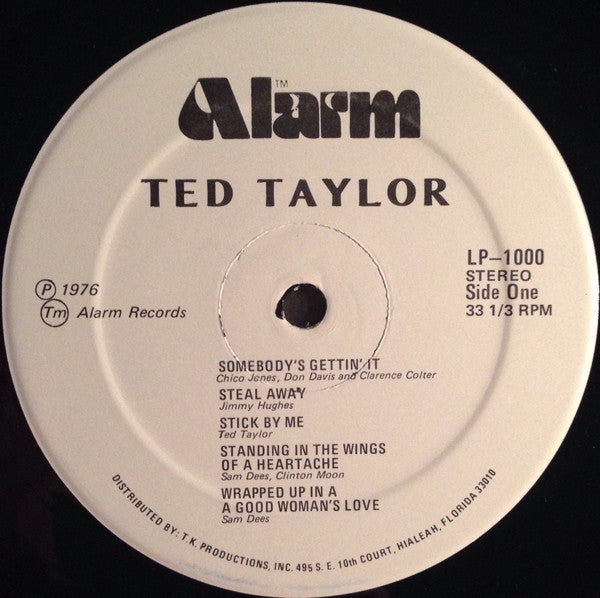 TM
Alarm
TED TAYLOR
LP-1000
STEREO
Side One
33 1/3 RPM
P 1976
Tm Alarm Records
SOMEBODY'S GETTIN' IT
Chico Jones, Don Davis and Clarence Colter
STEAL AWAY
Jimmy Hughes
STICK BY ME
Ted Taylor
STANDING IN THE WINGS
OF A HEARTACHE
Sam Dees, Clinton Moon
WRAPPED UP IN A
A GOOD WOMAN'S LOVE
Sam Dees
DISTRIBUTED BY: T.K. PRODUCTIONS, INC. 495 S. E. 10th COURT, HIALEAH, FLORIDA 33010